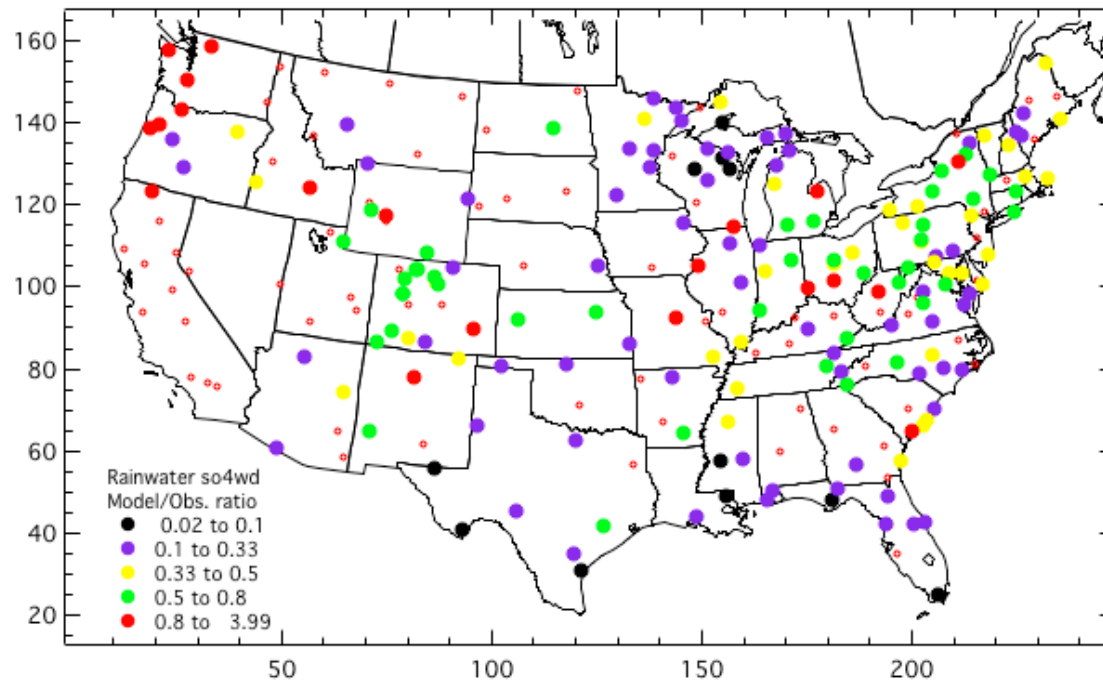 160
140
120
100
80
60
40
20
Rainwater so4wd
Model/Obs. ratio
0.02 to 0.1
0.1 to 0.33
0.33 to 0.5
0.5 to 0.8
0.8 to 3.99
50
100
150
200